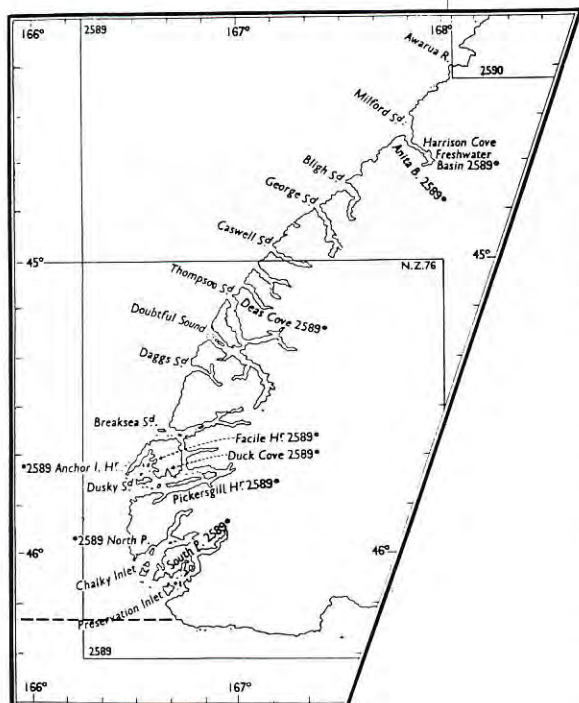 166°
2589
167°
168°
Awarua R.
2590
Milford Sd.
Harrison Cove
Freshwater
Basin 2589*
Anita B. 2589*
Bligh Sd
George Sd
Caswell Sd
45°
45°
N.Z.76
Thompson Sd
Deas Cove 2589*
Doubtful Sound
Daggs Sd
Breaksea Sd.
Facile Hr. 2589*
*2589 Anchor I. Hr.
Duck Cove 2589*
Dusky Sd
Pickersgill Hr. 2589*
*2589 North P.
South P. 2589*
46°
46°
Chalky Inlet
Preservation Inlet
2589
166°
167°